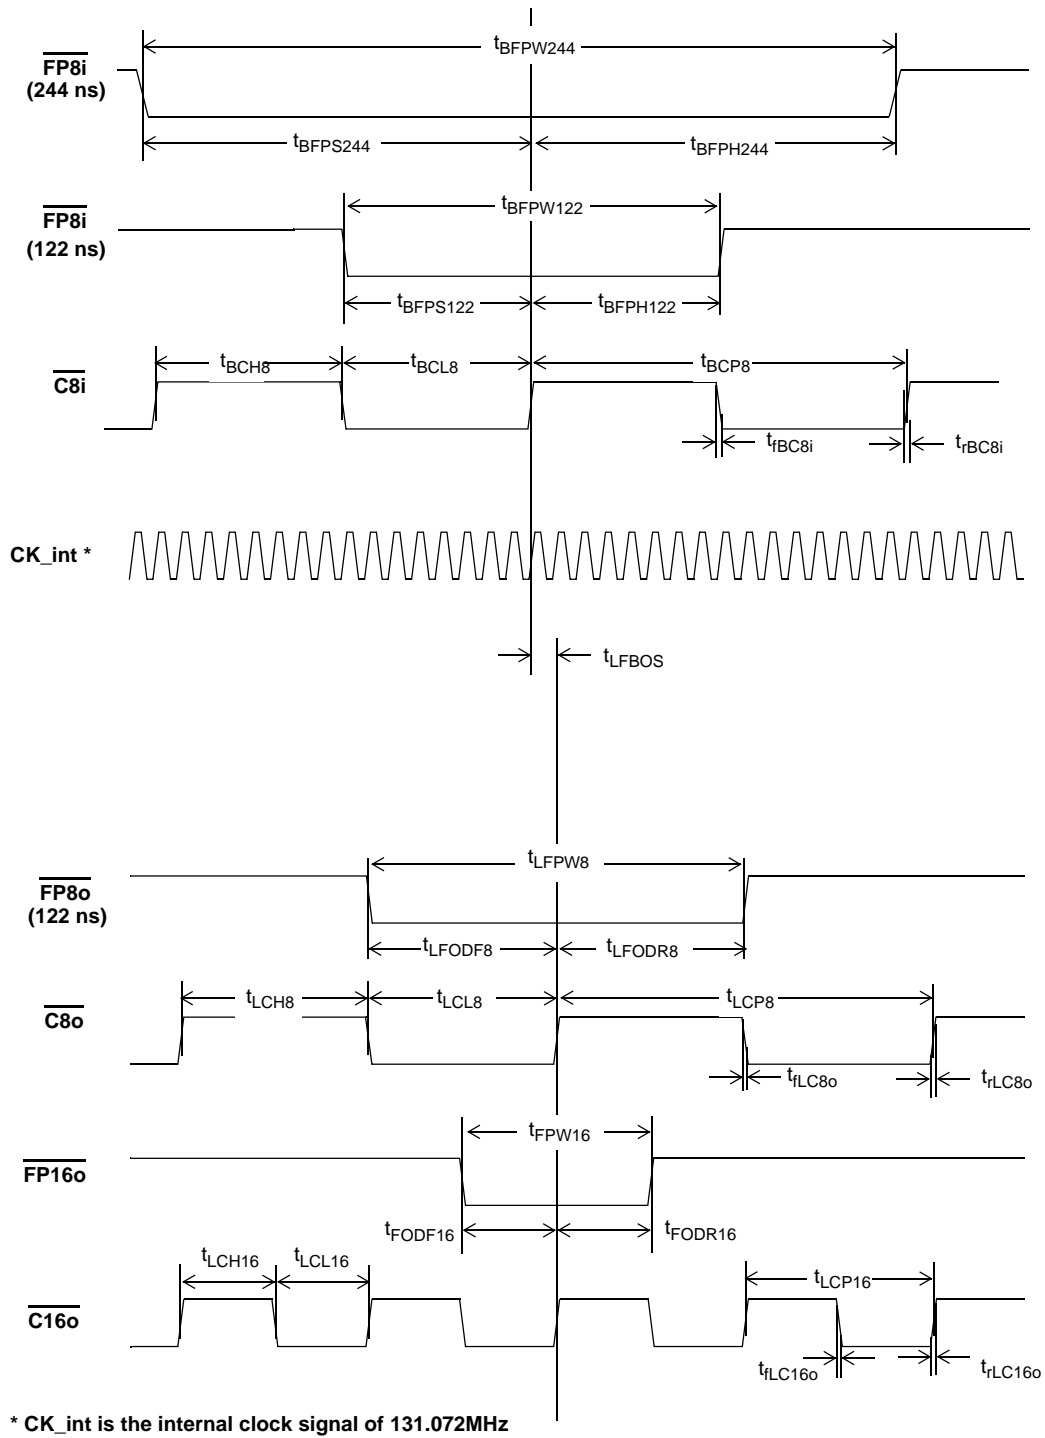 tBFPW244
FP8i
(244 ns)
tBFPS244
tBFPH244
tBFPW122
FP8i
(122 ns)
tBFPS122
tBFPH122
tBCH8
tBCL8
tBCP8
C8i
tfBC8i
trBC8i
CK_int *
tLFBOS
tLFPW8
FP8o
(122 ns)
tLFODF8
tLFODR8
tLCH8
tLCL8
tLCP8
C8o
tfLC8o
trLC8o
tFPW16
FP16o
tFODF16
tFODR16
tLCH16
tLCL16
tLCP16
C16o
tfLC16o
trLC16o
* CK_int is the internal clock signal of 131.072MHz